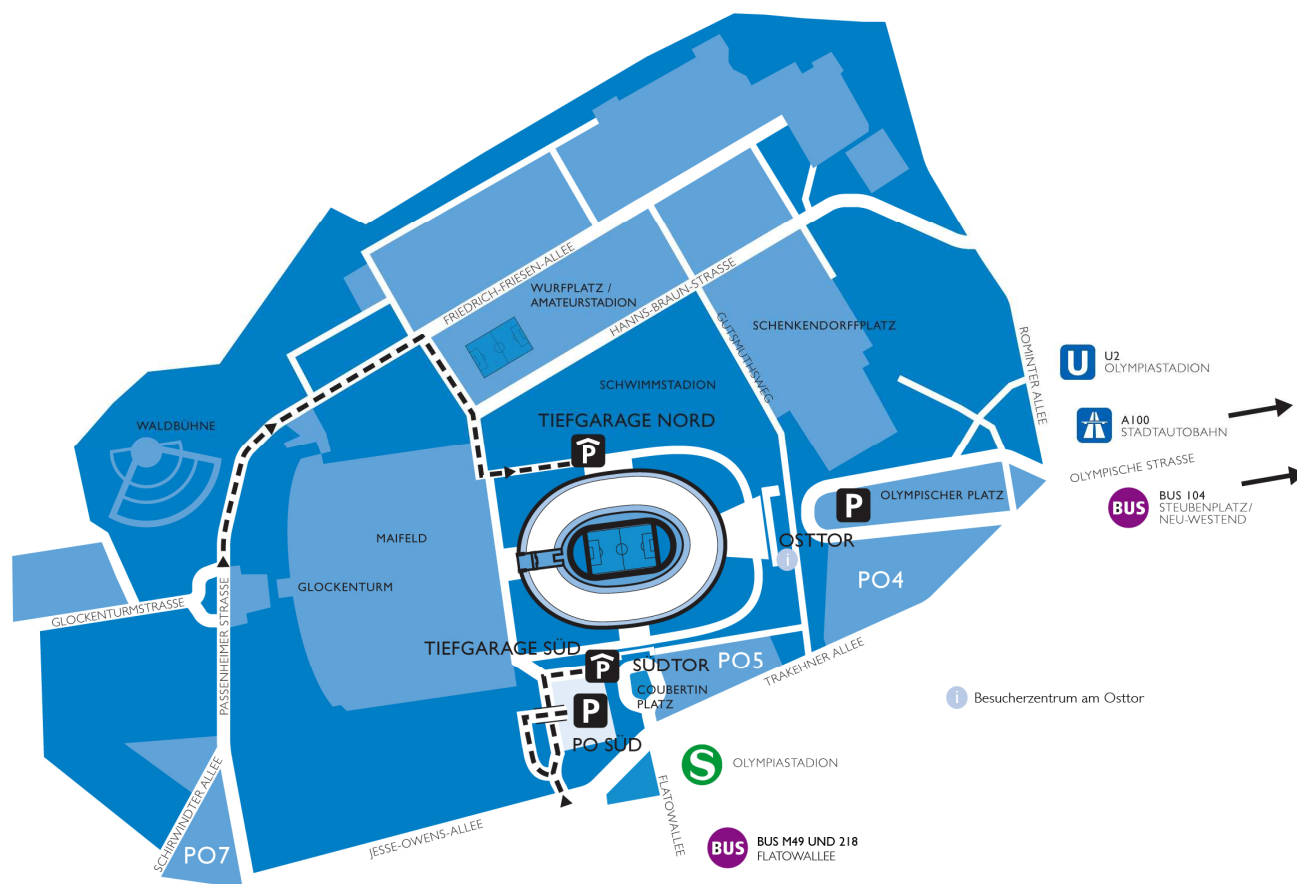 FRIEDRICH-FRIESEN-ALLEE
WURFPLATZ /
AMATEURSTADION
HANNS-BRAUN-STRASSE
GUTSMUTHSWEG
SCHENKENDORFFPLATZ
ROMINTER ALLEE
U
U2
OLYMPIASTADION
SCHWIMMSTADION
TIEFGARAGE NORD
P
WALDBÜHNE
A100
STADTAUTOBAHN
OLYMPISCHE STRASSE
BUS
BUS 104
STEUBENPLATZ/
NEU-WESTEND
P
OLYMPISCHER PLATZ
MAIFELD
OSTTOR
i
PO4
GLOCKENTURM
GLOCKENTURMSTRASSE
PASSENHEIMER STRASSE
TIEFGARAGE SÜD
P
SÜDTOR
PO5
TRAKEHNER ALLEE
COUBERTIN
PLATZ
P
PO SÜD
i
Besucherzentrum am Osttor
S
OLYMPIASTADION
FLATOWALLEE
SCHIRWINDTER ALLEE
JESSE-OWENS-ALLEE
PO7
BUS
BUS M49 UND 218
FLATOWALLEE